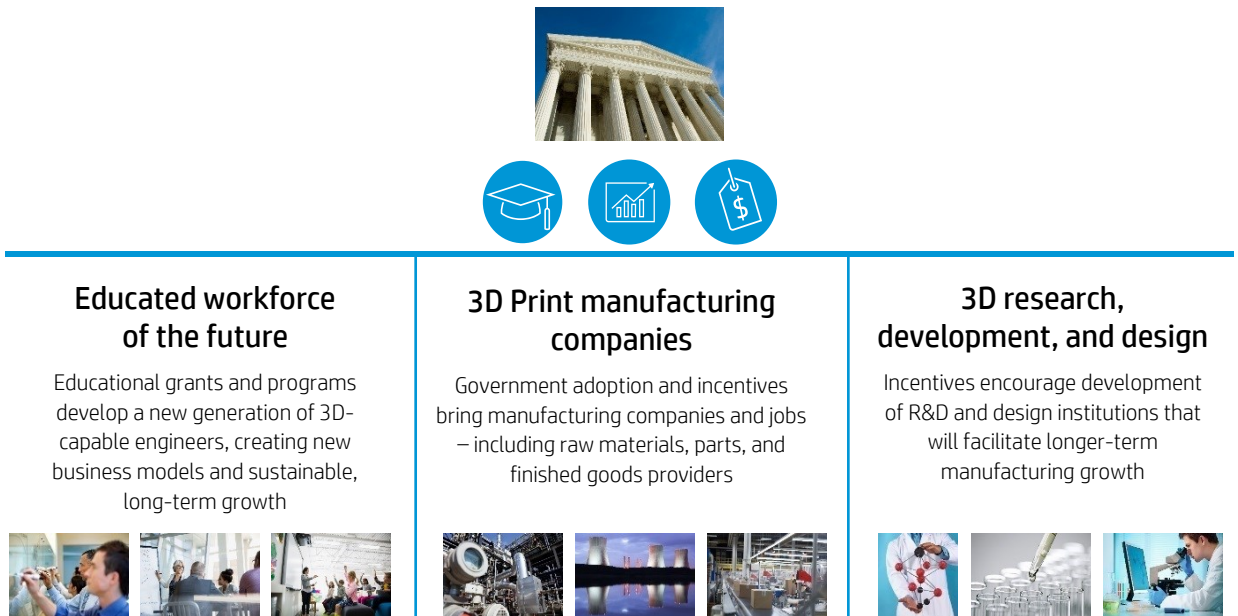 $
Educated workforce
of the future
Educational grants and programs
develop a new generation of 3D-
capable engineers, creating new
business models and sustainable,
long-term growth
3D Print manufacturing
companies
Government adoption and incentives
bring manufacturing companies and jobs
– including raw materials, parts, and
finished goods providers
3D research,
development, and design
Incentives encourage development
of R&D and design institutions that
will facilitate longer-term
manufacturing growth